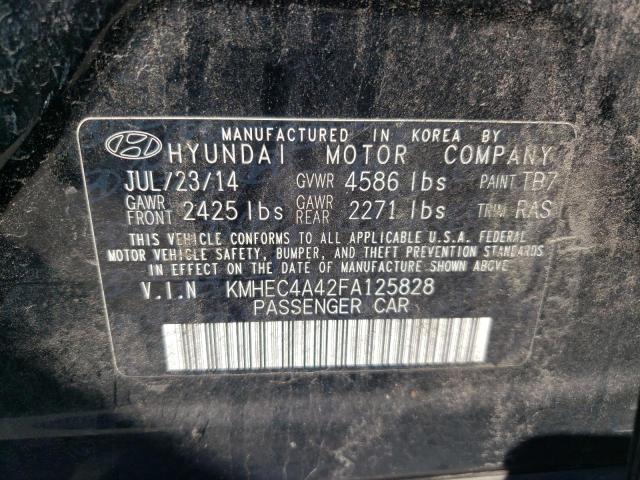 MANUFACTURED IN KOREA BY
HYUNDAI MOTOR COMPANY
JUL/23/14 GVWR 4586 lbs PAINT TB7
GAWR FRONT 2425 lbs GAWR REAR 2271 lbs TRIM RAS
THIS VEHICLE CONFORMS TO ALL APPLICABLE U.S.A. FEDERAL
MOTOR VEHICLE SAFETY, BUMPER, AND THEFT PREVENTION STANDARDS
IN EFFECT ON THE DATE OF MANUFACTURE SHOWN ABOVE.
V.I.N KMHEC4A42FA125828
PASSENGER CAR